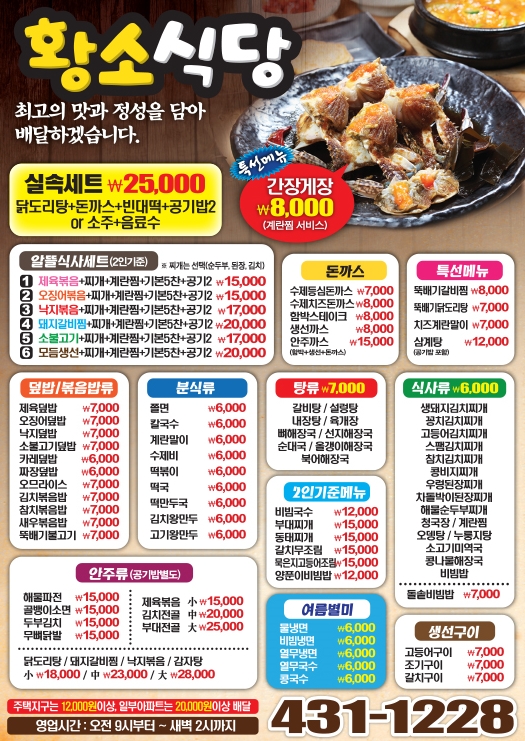 황소식당
최고의 맛과 정성을 담아
배달하겠습니다.
실속세트 ₩25,000
닭도리탕+돈까스+빈대떡+공기밥2
or 소주+음료수
특선메뉴
간장게장
₩8,000
(계란찜 서비스)
알뜰식사세트(2인기준) ※ 찌개는 선택(순두부, 된장, 김치)
1 제육볶음+찌개+계란찜+기본5찬+공기2 ₩15,000
2 오징어볶음+찌개+계란찜+기본5찬+공기2 ₩15,000
3 낙지볶음+찌개+계란찜+기본5찬+공기2 ₩17,000
4 돼지갈비찜+찌개+계란찜+기본5찬+공기2 ₩20,000
5 소불고기+찌개+계란찜+기본5찬+공기2 ₩17,000
6 모듬생선+찌개+계란찜+기본5찬+공기2 ₩20,000
돈까스
수제등심돈까스 ₩7,000
수제치즈돈까스 ₩8,000
함박스테이크 ₩8,000
생선까스 ₩8,000
안주까스 ₩15,000
(함박+생선+돈까스)
특선메뉴
뚝배기갈비찜 ₩8,000
뚝배기닭도리탕 ₩7,000
치즈계란말이 ₩7,000
삼계탕 ₩12,000
(공기밥 포함)
덮밥/볶음밥류
제육덮밥 ₩7,000
오징어덮밥 ₩7,000
낙지덮밥 ₩7,000
소불고기덮밥 ₩7,000
카레덮밥 ₩6,000
짜장덮밥 ₩6,000
오므라이스 ₩7,000
김치볶음밥 ₩7,000
참치볶음밥 ₩7,000
새우볶음밥 ₩7,000
뚝배기불고기 ₩7,000
분식류
쫄면 ₩6,000
칼국수 ₩6,000
계란말이 ₩6,000
수제비 ₩6,000
떡볶이 ₩6,000
떡국 ₩6,000
떡만두국 ₩6,000
김치왕만두 ₩6,000
고기왕만두 ₩6,000
탕류 ₩7,000
갈비탕 / 설렁탕
내장탕 / 육개장
뼈해장국 / 선지해장국
순대국 / 올갱이해장국
북어해장국
2인기준메뉴
비빔국수 ₩12,000
부대찌개 ₩15,000
동태찌개 ₩15,000
갈치무조림 ₩15,000
묵은지고등어조림 ₩15,000
양푼이비빔밥 ₩12,000
여름별미
물냉면 ₩6,000
비빔냉면 ₩6,000
열무냉면 ₩6,000
열무국수 ₩6,000
콩국수 ₩6,000
식사류 ₩6,000
생돼지김치찌개
꽁치김치찌개
고등어김치찌개
스팸김치찌개
참치김치찌개
콩비지찌개
우렁된장찌개
차돌박이된장찌개
해물순두부찌개
청국장 / 계란찜
오뎅탕 / 누룽지탕
소고기미역국
콩나물해장국
비빔밥
돌솥비빔밥 ₩7,000
생선구이
고등어구이 ₩7,000
조기구이 ₩7,000
갈치구이 ₩7,000
안주류(공기밥별도)
해물파전 ₩15,000
골뱅이소면 ₩15,000
두부김치 ₩15,000
무뼈닭발 ₩15,000
제육볶음 小 ₩15,000
김치전골 中 ₩20,000
부대전골 大 ₩25,000
닭도리탕 / 돼지갈비찜 / 낙지볶음 / 감자탕
小 ₩18,000 / 中 ₩23,000 / 大 ₩28,000
주택지구는 12,000원이상, 일부아파트는 20,000원이상 배달
영업시간 : 오전 9시부터 ~ 새벽 2시까지
431-1228